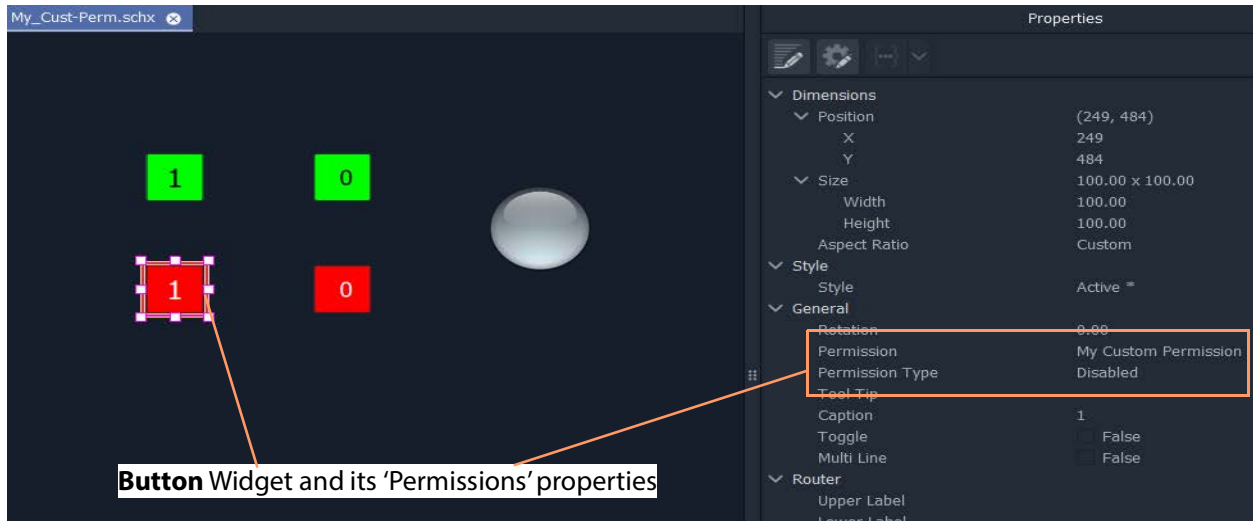 My_Cust-Perm.schx
1
0
1
0
Button Widget and its ‘Permissions’ properties
Properties
Dimensions
Position (249, 484)
X 249
Y 484
Size 100.00 x 100.00
Width 100.00
Height 100.00
Aspect Ratio Custom
Style
Style Active *
General
Rotation 0.00
Permission My Custom Permission
Permission Type Disabled
Tool Tip
Caption 1
Toggle False
Multi Line False
Router
Upper Label
Lower Label